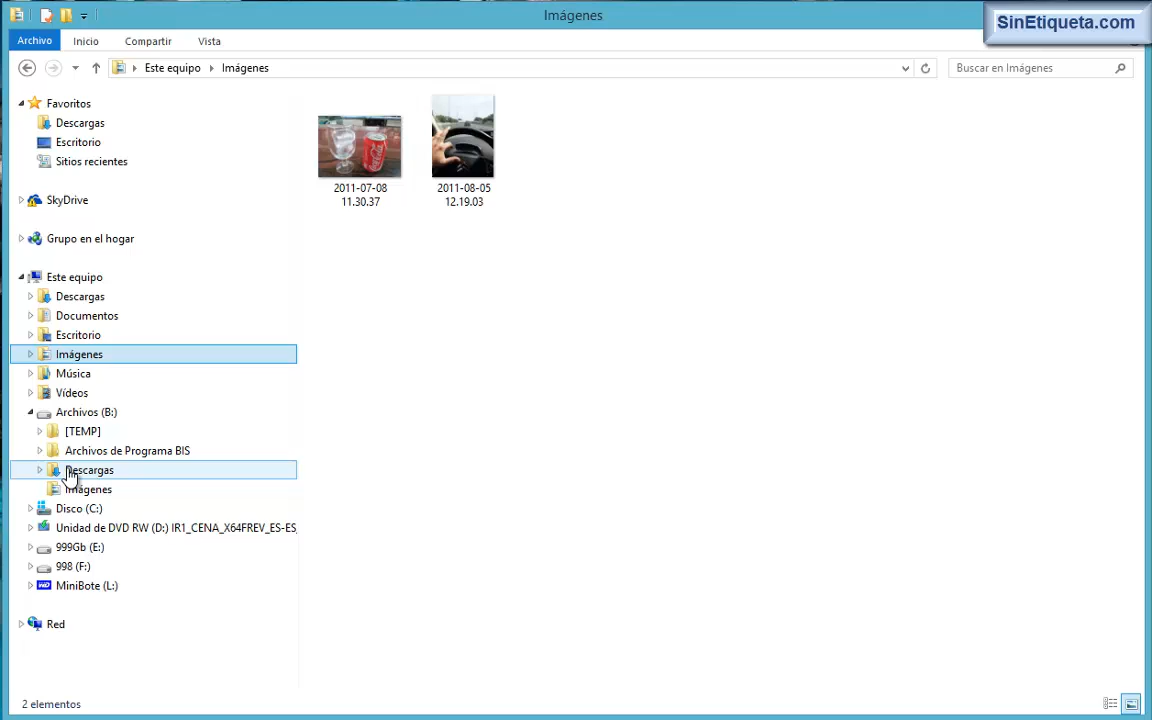 Imágenes
SinEtiqueta.com
Archivo Inicio Compartir Vista
Este equipo Imágenes Buscar en Imágenes
Favoritos
Descargas
Escritorio
Sitios recientes
SkyDrive
Grupo en el hogar
Este equipo
Descargas
Documentos
Escritorio
Imágenes
Música
Vídeos
Archivos (B:)
[TEMP]
Archivos de Programa BIS
Descargas
Imágenes
Disco (C:)
Unidad de DVD RW (D:) IR1_CENA_X64FREV_ES-ES_
999Gb (E:)
998 (F:)
MiniBote (L:)
Red
Coca-Cola
2011-07-08
11.30.37
2011-08-05
12.19.03
2 elementos